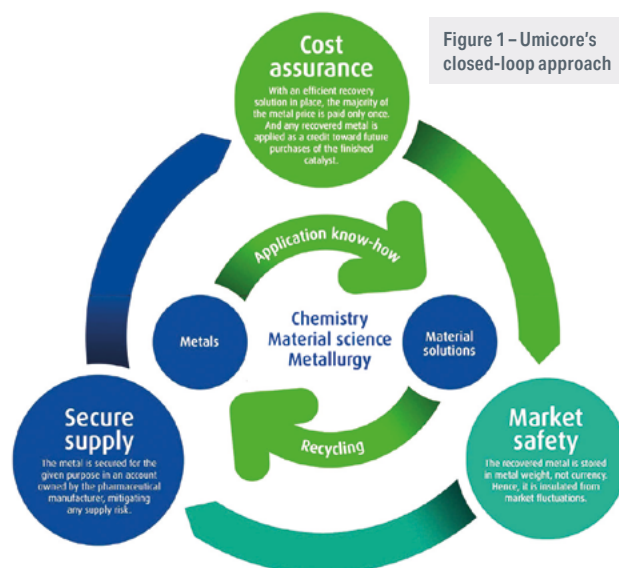 Figure 1 – Umicore's
closed-loop approach
Cost
assurance
With an efficient recovery
solution in place, the majority of
the metal price is paid only once.
And any recovered metal is
applied as a credit toward future
purchases of the finished
catalyst.
Application know-how
Metals
Chemistry
Material science
Metallurgy
Material
solutions
Recycling
Secure
supply
The metal is secured for the
given purpose in an account
owned by the pharmaceutical
manufacturer, mitigating
any supply risk.
Market
safety
The recovered metal is stored
in metal weight, not currency.
Hence, it is insulated from
market fluctuations.